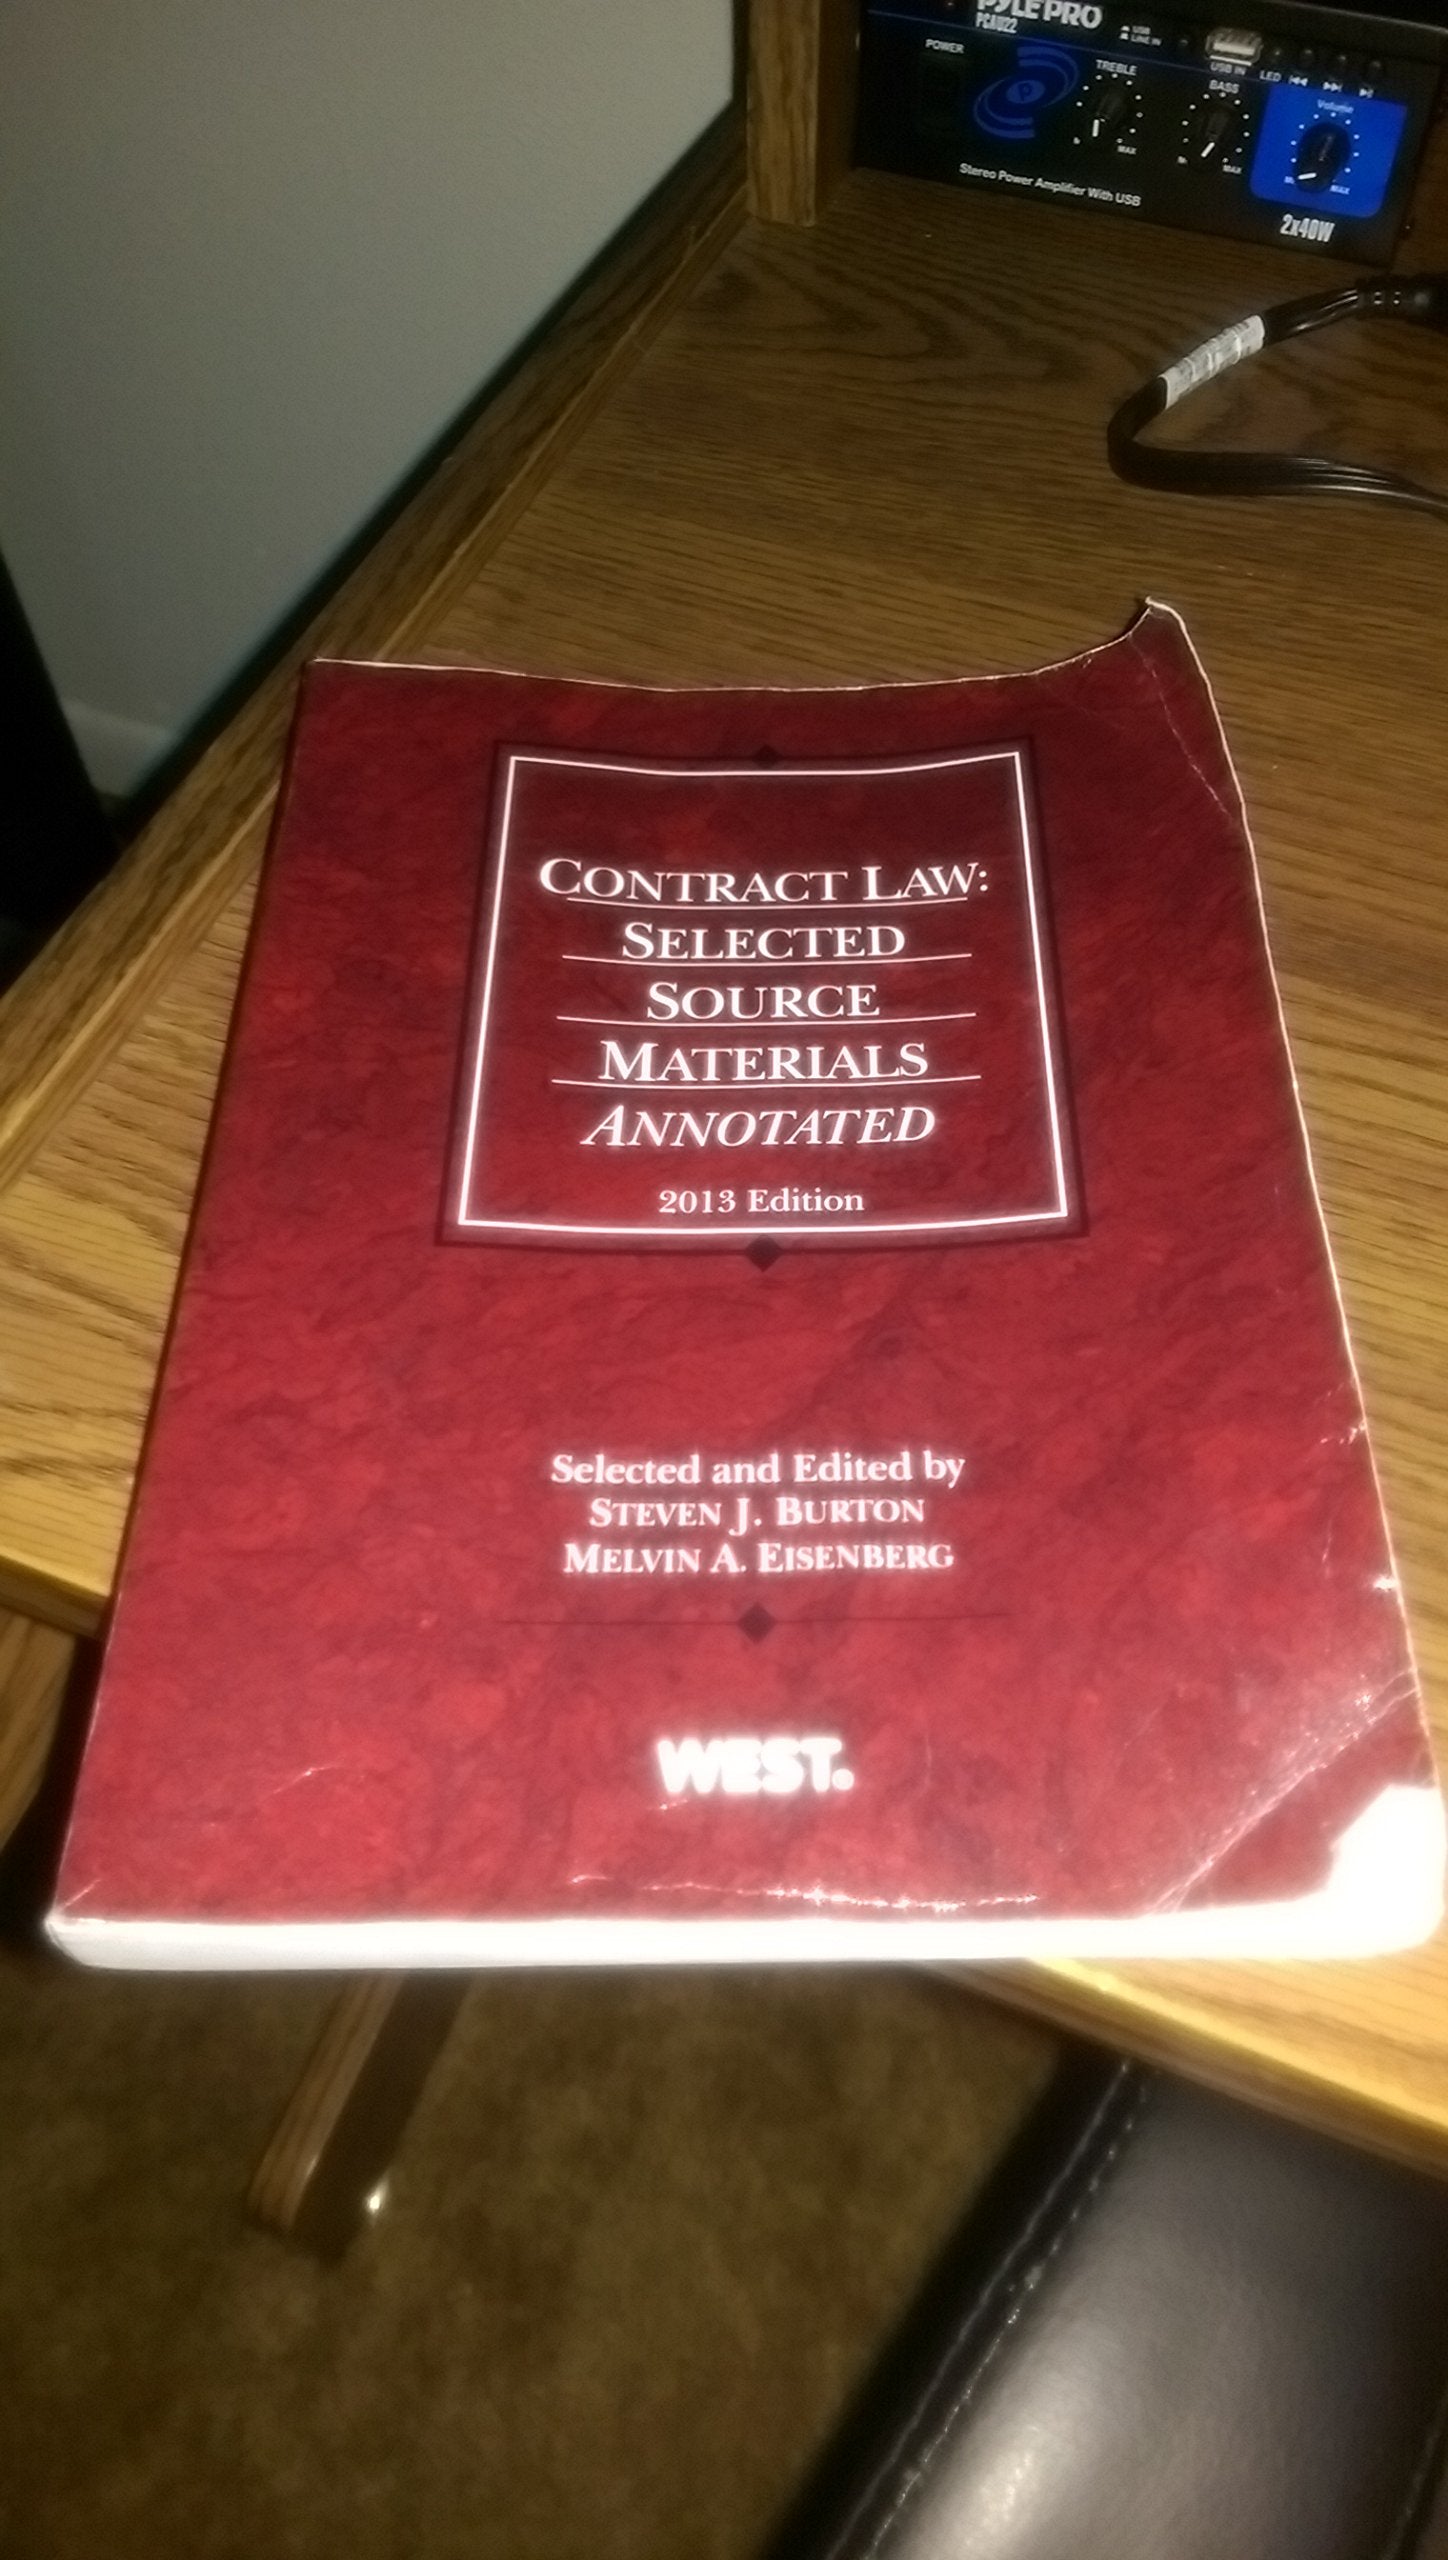 PYLE PRO
PCAU22
USB
LINE IN
POWER
TREBLE
MAX
BASS
MAX
USB IN
LED
Volume
MAX
Stereo Power Amplifier With USB
2x40W
CONTRACT LAW:
SELECTED
SOURCE
MATERIALS
ANNOTATED
2013 Edition
Selected and Edited by
STEVEN J. BURTON
MELVIN A. EISENBERG
WEST.